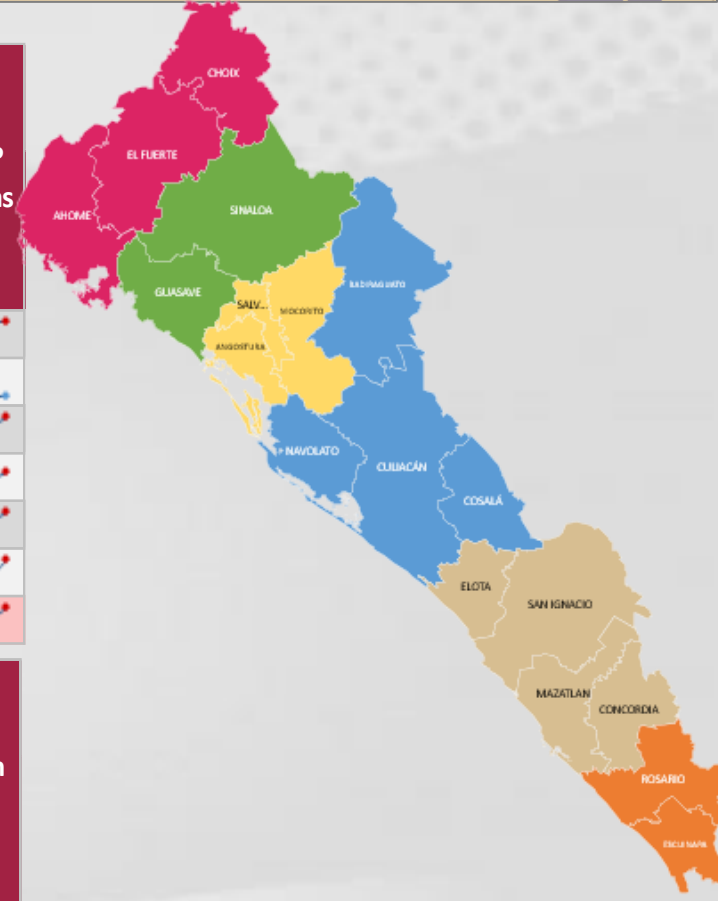 CHOIX
EL FUERTE
AHOME
SINALOA
GUASAVE
BADIRAGUATO
SALV...
MOCORITO
ANGOSTURA
NAVOLATO
CULIACÁN
COSALÁ
ELOTA
SAN IGNACIO
MAZATLAN
CONCORDIA
ROSARIO
ESCUINAPA
as